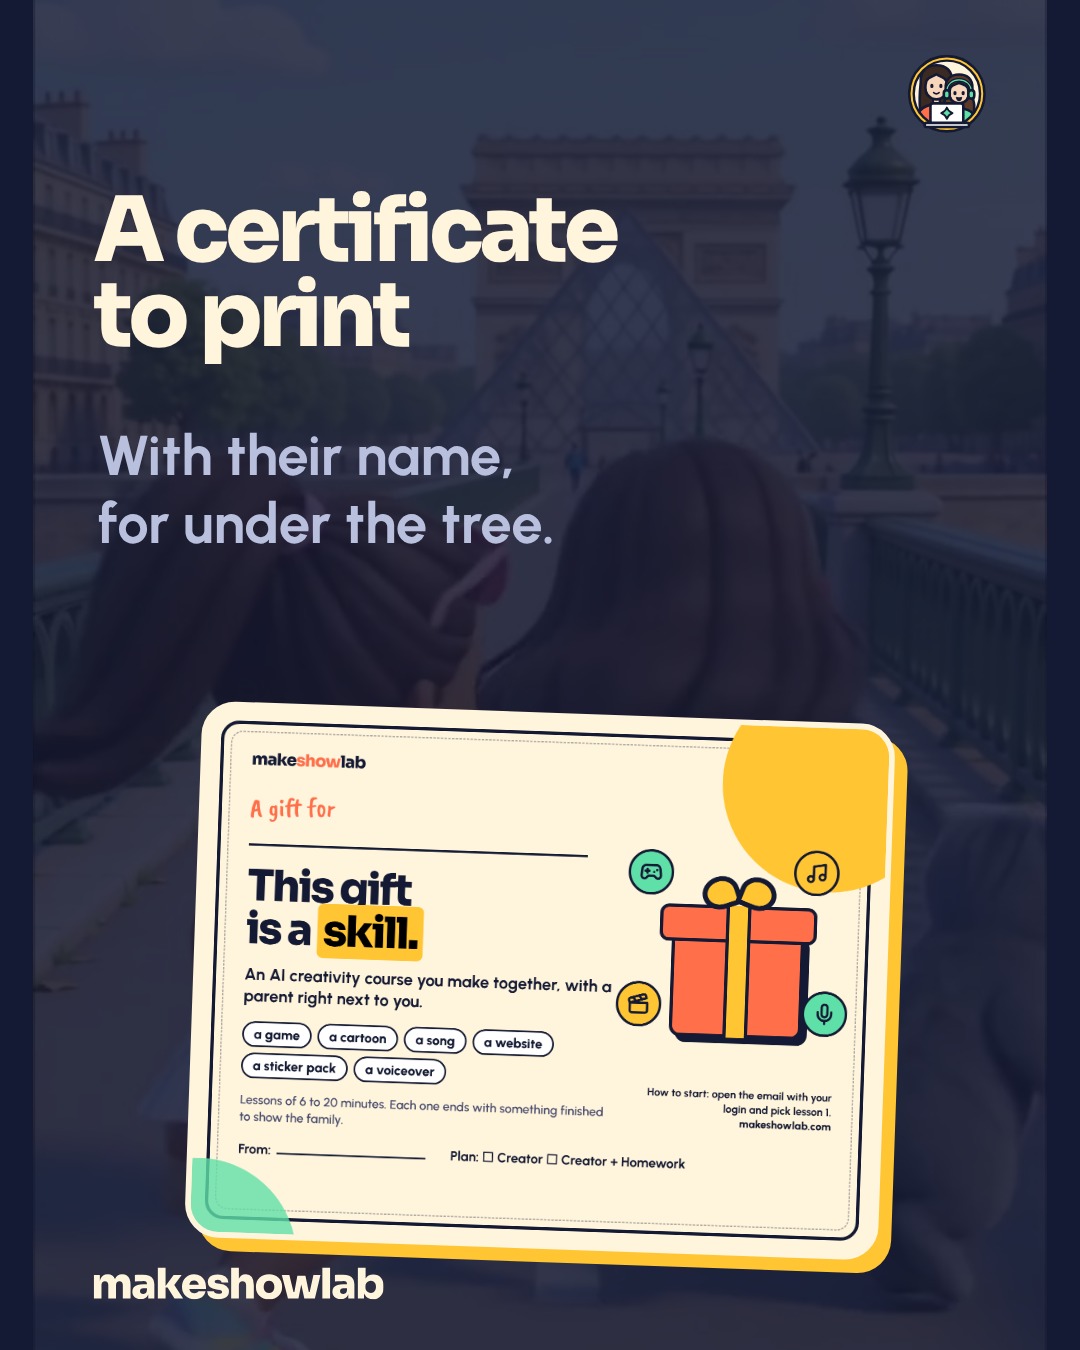 A certificate
to print
With their name,
for under the tree.
makeshowlab
A gift for
This gift
is a skill.
An AI creativity course you make together, with a
parent right next to you.
a game
a cartoon
a song
a website
a sticker pack
a voiceover
Lessons of 6 to 20 minutes. Each one ends with something finished
to show the family.
How to start: open the email with your
login and pick lesson 1.
makeshowlab.com
From:
Plan: ☐ Creator ☐ Creator + Homework
makeshowlab